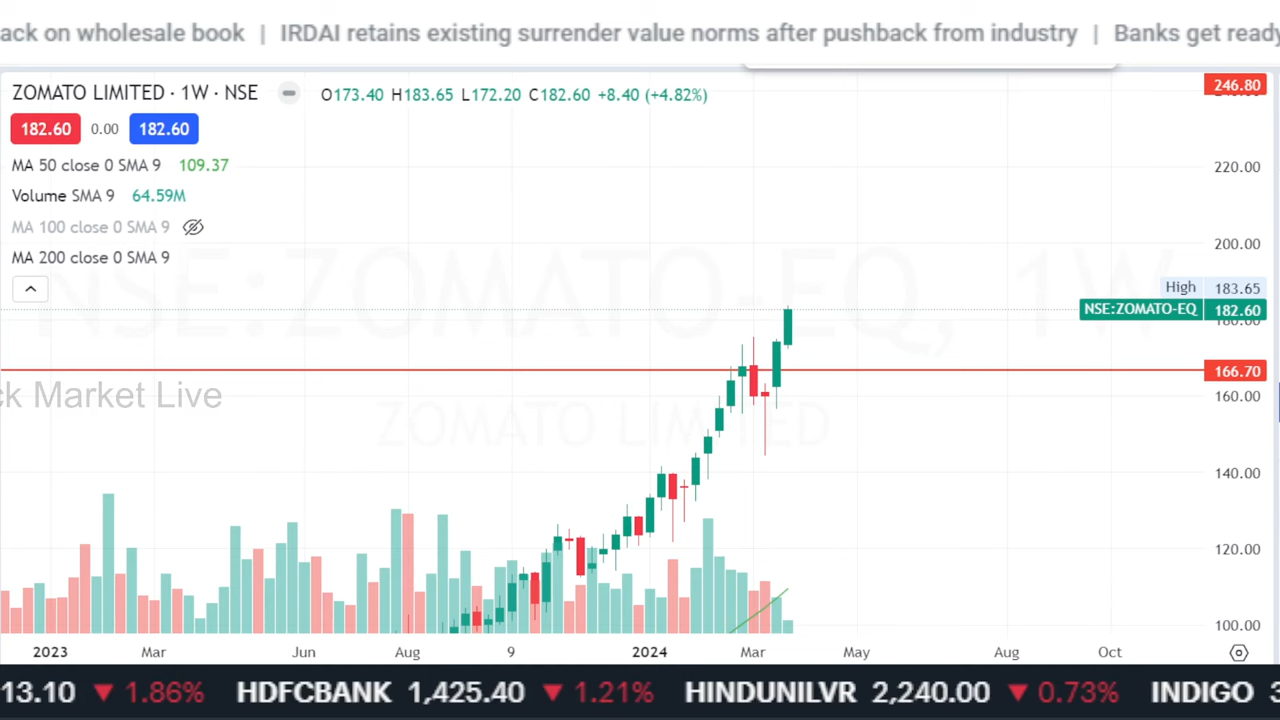 ack on wholesale book | IRDAI retains existing surrender value norms after pushback from industry | Banks get ready
ZOMATO LIMITED · 1W · NSE O173.40 H183.65 L172.20 C182.60 +8.40 (+4.82%)
246.80
182.60 0.00 182.60
MA 50 close 0 SMA 9 109.37
220.00
Volume SMA 9 64.59M
MA 100 close 0 SMA 9
200.00
MA 200 close 0 SMA 9
NSE:ZOMATO-EQ, 1W
High 183.65
NSE:ZOMATO-EQ 182.60
180.00
166.70
ck Market Live
160.00
ZOMATO LIMITED
140.00
120.00
100.00
2023 Mar Jun Aug 9 2024 Mar May Aug Oct
13.10 ▼ 1.86% HDFCBANK 1,425.40 ▼ 1.21% HINDUNILVR 2,240.00 ▼ 0.73% INDIGO 3